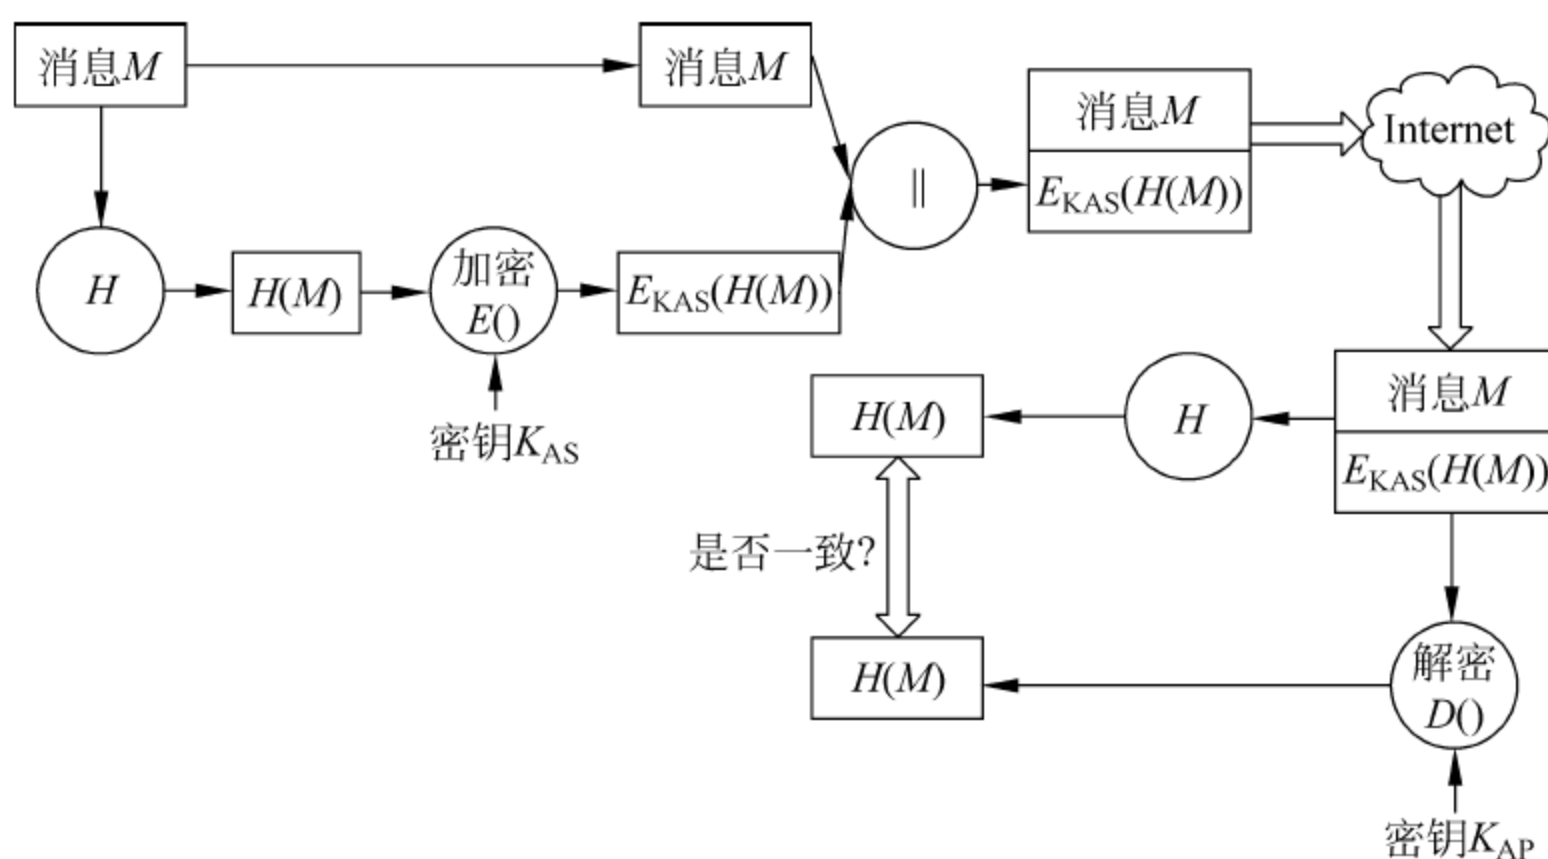 消息M
消息M
消息M
Internet
||
E_KAS(H(M))
加密
E()
H
H(M)
E_KAS(H(M))
密钥K_AS
H(M)
H
消息M
E_KAS(H(M))
是否一致?
H(M)
解密
D()
密钥K_AP